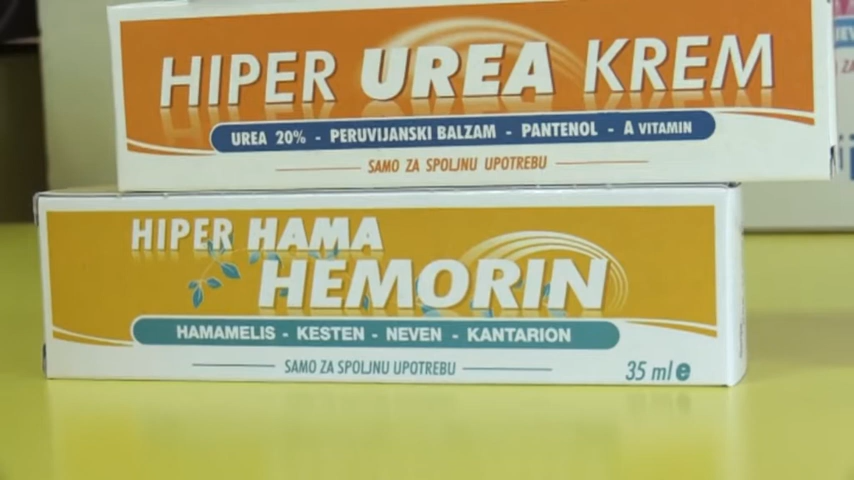 HIPER UREA KREM
UREA 20% - PERUVIJANSKI BALZAM - PANTENOL - A VITAMIN
SAMO ZA SPOLJNU UPOTREBU
HIPER HAMA
HEMORIN
HAMAMELIS - KESTEN - NEVEN - KANTARION
SAMO ZA SPOLJNU UPOTREBU
35 ml e